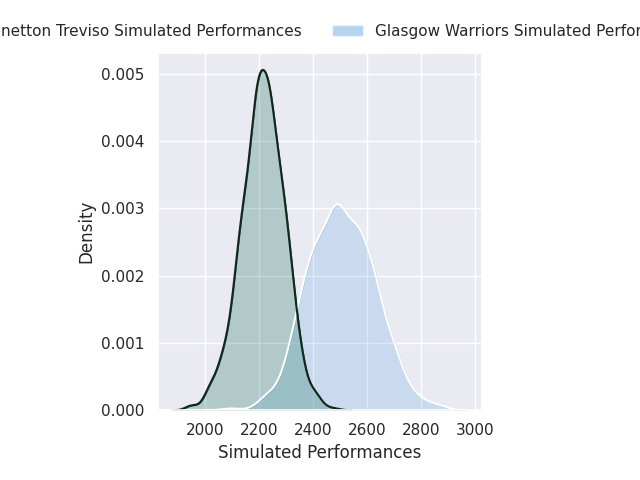 netton Treviso Simulated Performances Glasgow Warriors Simulated Perfor
0.005
0.004
0.003
0.002
0.001
0.000
Density
2000 2200 2400 2600 2800 3000
Simulated Performances